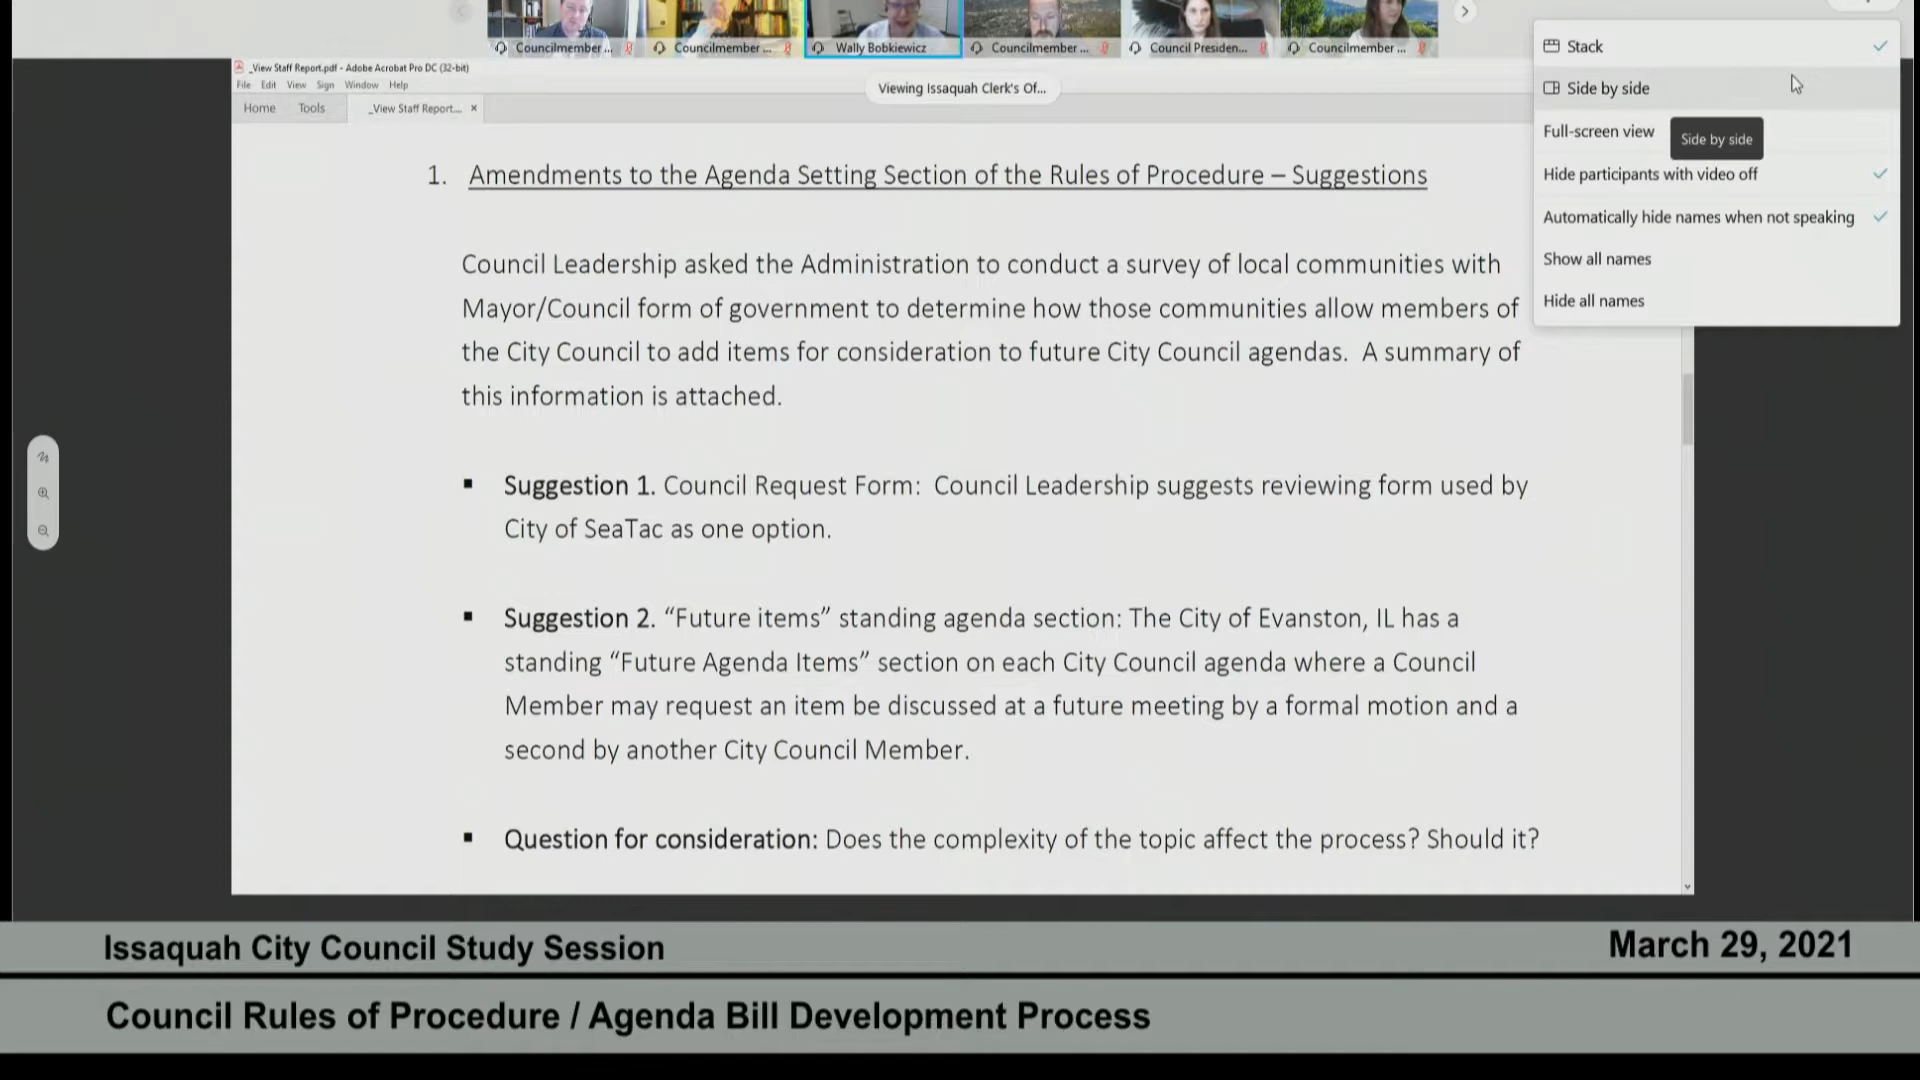 Councilmember ...
Councilmember ...
Wally Bobkiewicz
Councilmember ...
Council Presiden...
Councilmember ...
_View Staff Report.pdf - Adobe Acrobat Pro DC (32-bit)
File Edit View Sign Window Help
Viewing Issaquah Clerk's Of...
Home Tools _View Staff Report.... ×
Stack
Side by side
Full-screen view
Side by side
Hide participants with video off
Automatically hide names when not speaking
Show all names
Hide all names
1. Amendments to the Agenda Setting Section of the Rules of Procedure – Suggestions
Council Leadership asked the Administration to conduct a survey of local communities with
Mayor/Council form of government to determine how those communities allow members of
the City Council to add items for consideration to future City Council agendas. A summary of
this information is attached.
▪ Suggestion 1. Council Request Form: Council Leadership suggests reviewing form used by
City of SeaTac as one option.
▪ Suggestion 2. “Future items” standing agenda section: The City of Evanston, IL has a
standing “Future Agenda Items” section on each City Council agenda where a Council
Member may request an item be discussed at a future meeting by a formal motion and a
second by another City Council Member.
▪ Question for consideration: Does the complexity of the topic affect the process? Should it?
Issaquah City Council Study Session
March 29, 2021
Council Rules of Procedure / Agenda Bill Development Process